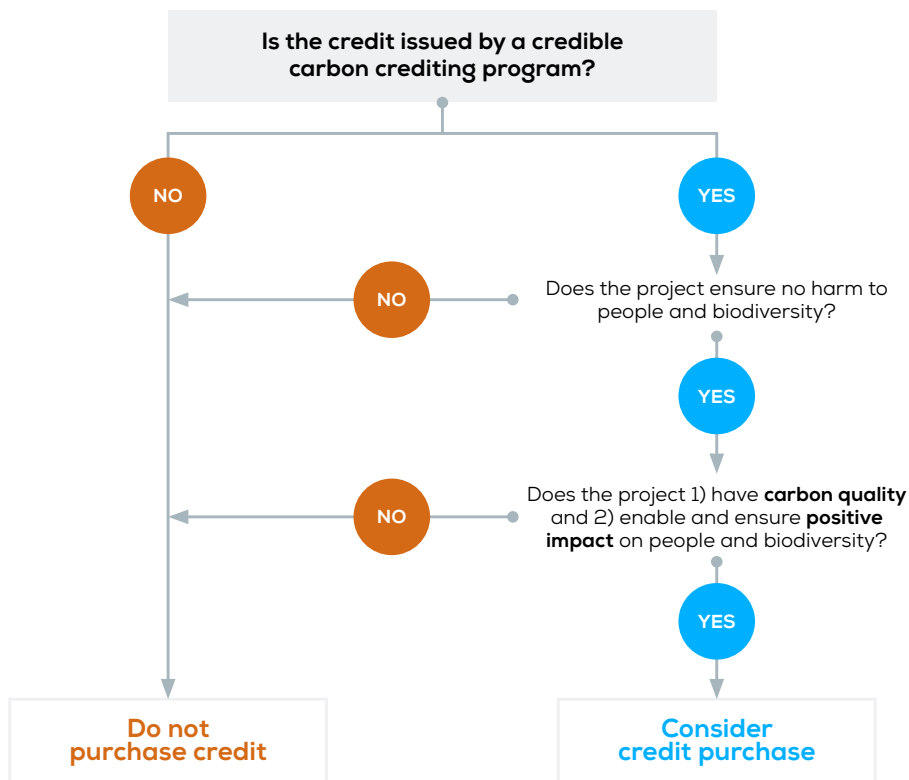 Is the credit issued by a credible
carbon crediting program?
NO
YES
NO
Does the project ensure no harm to
people and biodiversity?
YES
NO
Does the project 1) have carbon quality
and 2) enable and ensure positive
impact on people and biodiversity?
YES
Do not
purchase credit
Consider
credit purchase